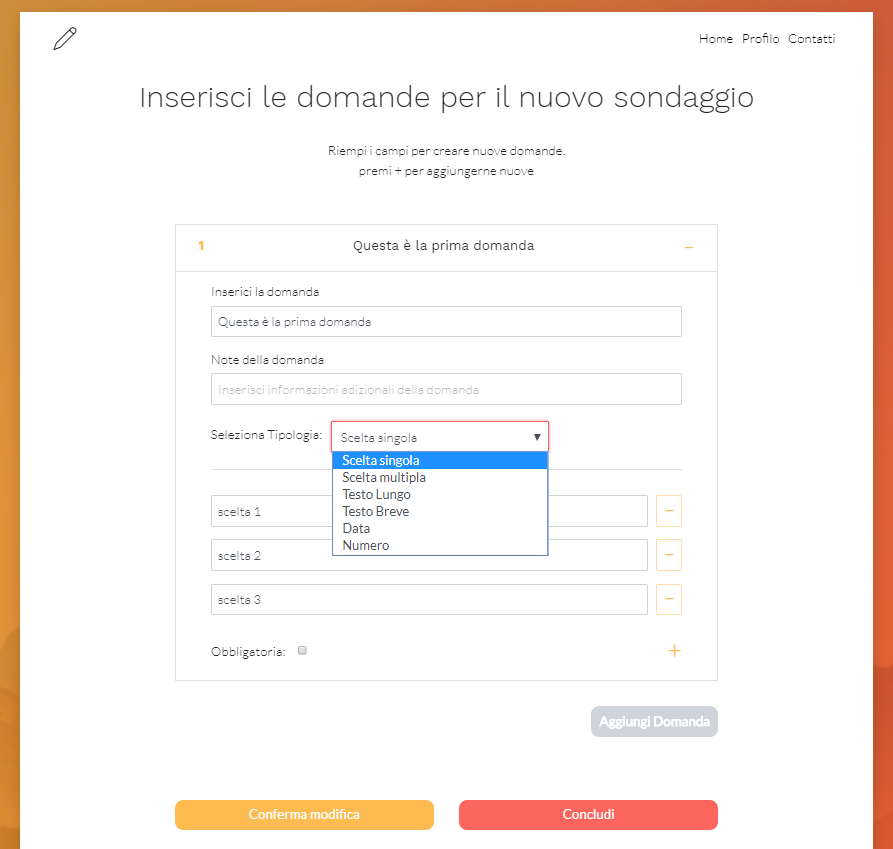 Home Profilo Contatti
Inserisci le domande per il nuovo sondaggio
Riempi i campi per creare nuove domande.
premi + per aggiungerne nuove
1 Questa è la prima domanda −
Inserici la domanda
Questa è la prima domanda
Note della domanda
Inserisci informazioni adizionali della domanda
Seleziona Tipologia: Scelta singola ▼
Scelta singola
Scelta multipla
Testo Lungo
Testo Breve
Data
Numero
scelta 1 −
scelta 2 −
scelta 3 −
Obbligatoria: +
Aggiungi Domanda
Conferma modifica Concludi